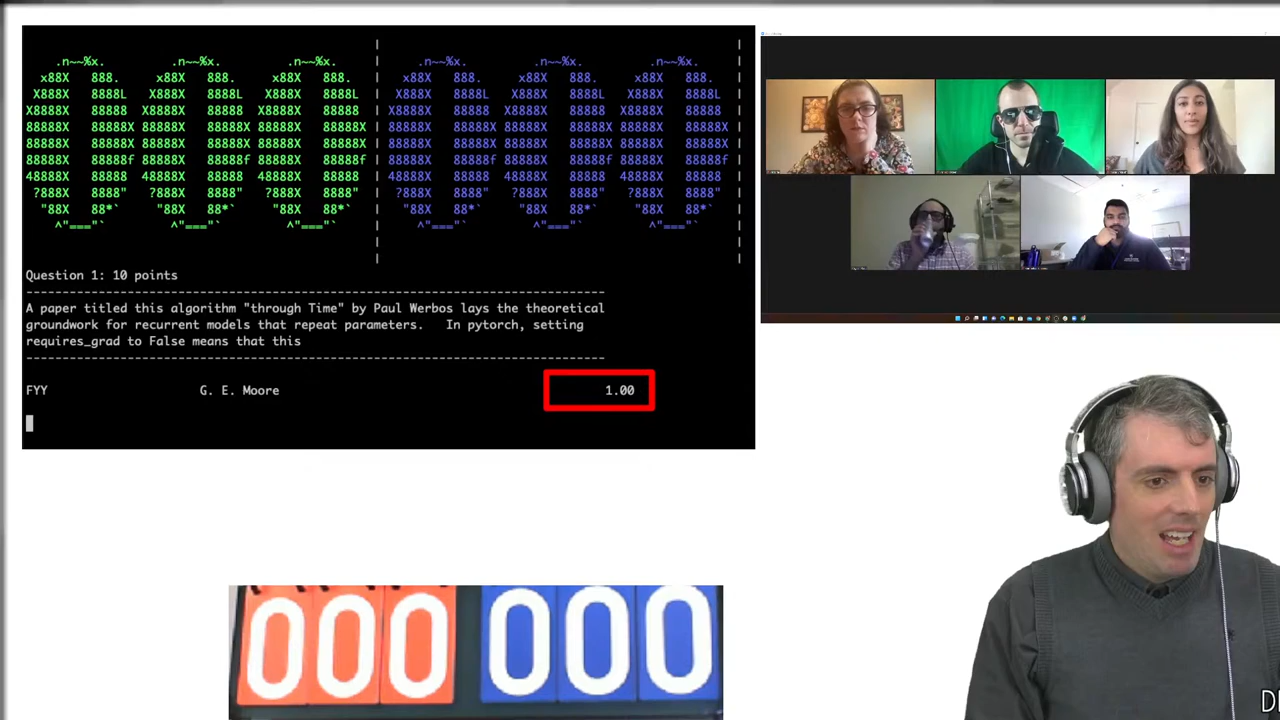 Question 1: 10 points
A paper titled this algorithm "through Time" by Paul Werbos lays the theoretical
groundwork for recurrent models that repeat parameters.   In pytorch, setting
requires_grad to False means that this
FYY G. E. Moore 1.00
000 000